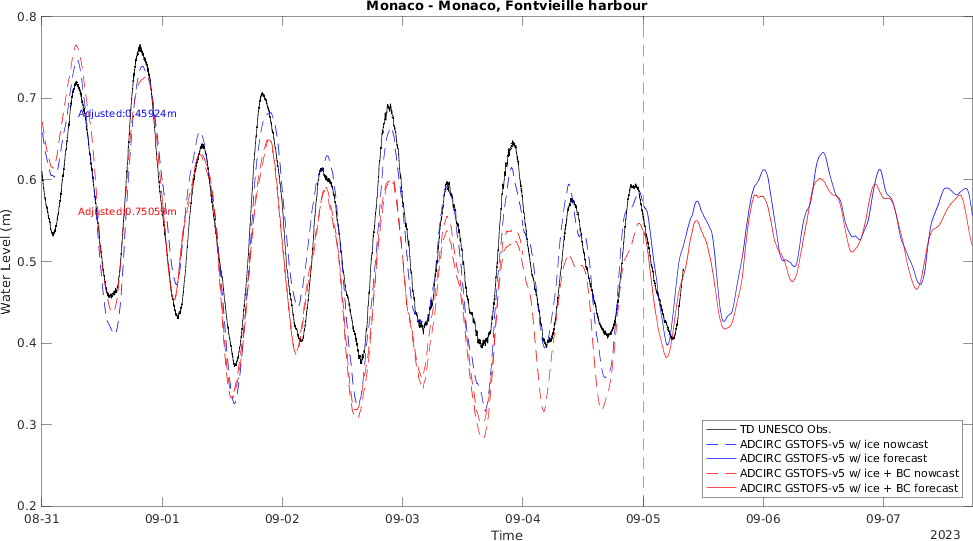 Monaco - Monaco, Fontvieille harbour
Water Level (m)
0.8
0.7
0.6
0.5
0.4
0.3
0.2
Adjusted:0.45924m
Adjusted:0.75059m
TD UNESCO Obs.
ADCIRC GSTOFS-v5 w/ ice nowcast
ADCIRC GSTOFS-v5 w/ ice forecast
ADCIRC GSTOFS-v5 w/ ice + BC nowcast
ADCIRC GSTOFS-v5 w/ ice + BC forecast
08-31 09-01 09-02 09-03 09-04 09-05 09-06 09-07
Time
2023